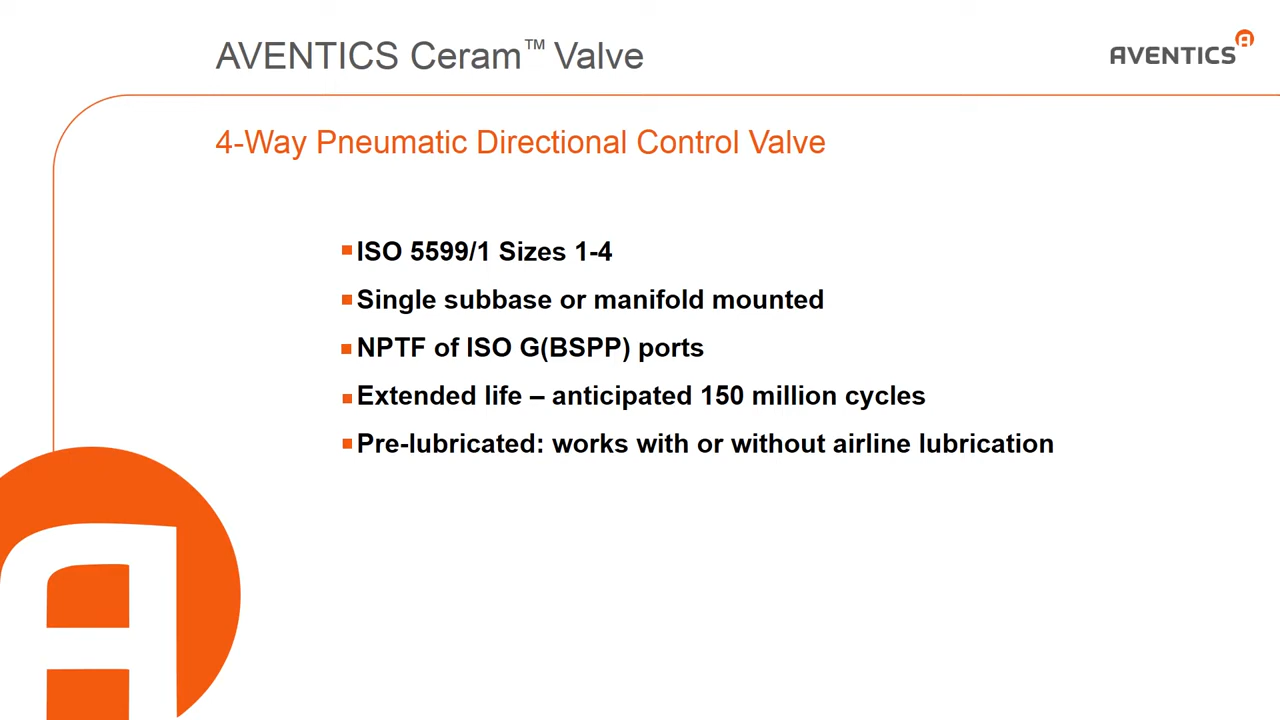 AVENTICS Ceram™ Valve
AVENTICS
4-Way Pneumatic Directional Control Valve
ISO 5599/1 Sizes 1-4
Single subbase or manifold mounted
NPTF of ISO G(BSPP) ports
Extended life – anticipated 150 million cycles
Pre-lubricated: works with or without airline lubrication